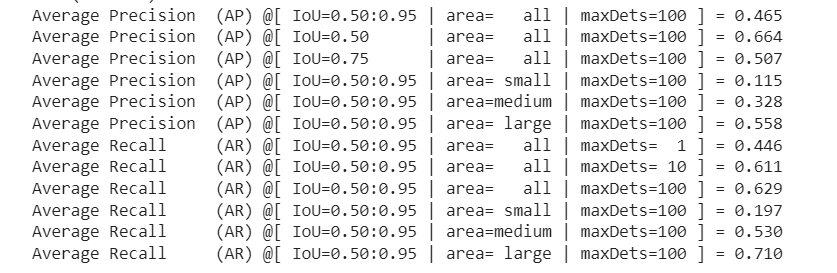 Average Precision  (AP) @[ IoU=0.50:0.95 | area=   all | maxDets=100 ] = 0.465
Average Precision  (AP) @[ IoU=0.50      | area=   all | maxDets=100 ] = 0.664
Average Precision  (AP) @[ IoU=0.75      | area=   all | maxDets=100 ] = 0.507
Average Precision  (AP) @[ IoU=0.50:0.95 | area= small | maxDets=100 ] = 0.115
Average Precision  (AP) @[ IoU=0.50:0.95 | area=medium | maxDets=100 ] = 0.328
Average Precision  (AP) @[ IoU=0.50:0.95 | area= large | maxDets=100 ] = 0.558
Average Recall     (AR) @[ IoU=0.50:0.95 | area=   all | maxDets=  1 ] = 0.446
Average Recall     (AR) @[ IoU=0.50:0.95 | area=   all | maxDets= 10 ] = 0.611
Average Recall     (AR) @[ IoU=0.50:0.95 | area=   all | maxDets=100 ] = 0.629
Average Recall     (AR) @[ IoU=0.50:0.95 | area= small | maxDets=100 ] = 0.197
Average Recall     (AR) @[ IoU=0.50:0.95 | area=medium | maxDets=100 ] = 0.530
Average Recall     (AR) @[ IoU=0.50:0.95 | area= large | maxDets=100 ] = 0.710